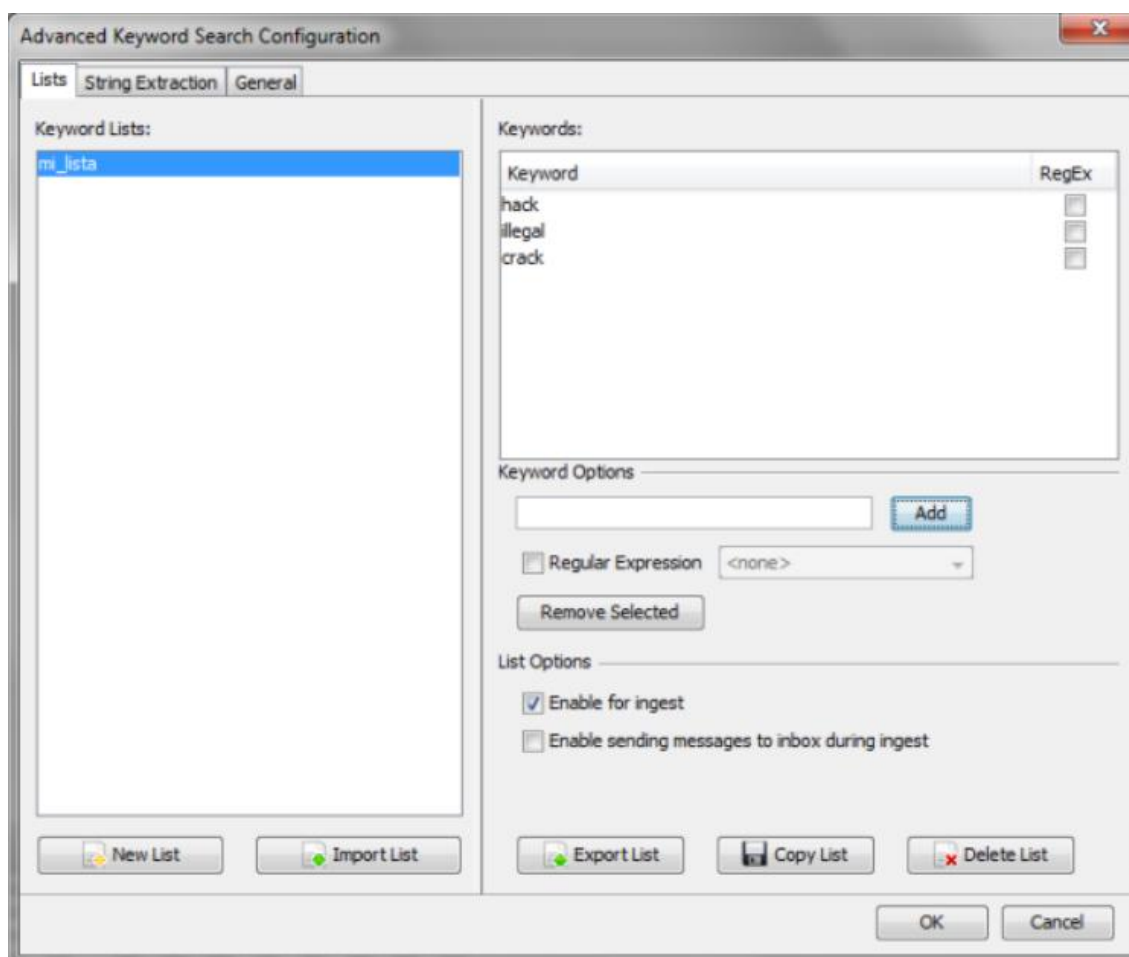 Advanced Keyword Search Configuration
Lists String Extraction General
Keyword Lists:
mi_lista
New List Import List
Keywords:
Keyword RegEx
hack
illegal
crack
Keyword Options
Add
Regular Expression <none>
Remove Selected
List Options
Enable for ingest
Enable sending messages to inbox during ingest
Export List Copy List Delete List
OK Cancel